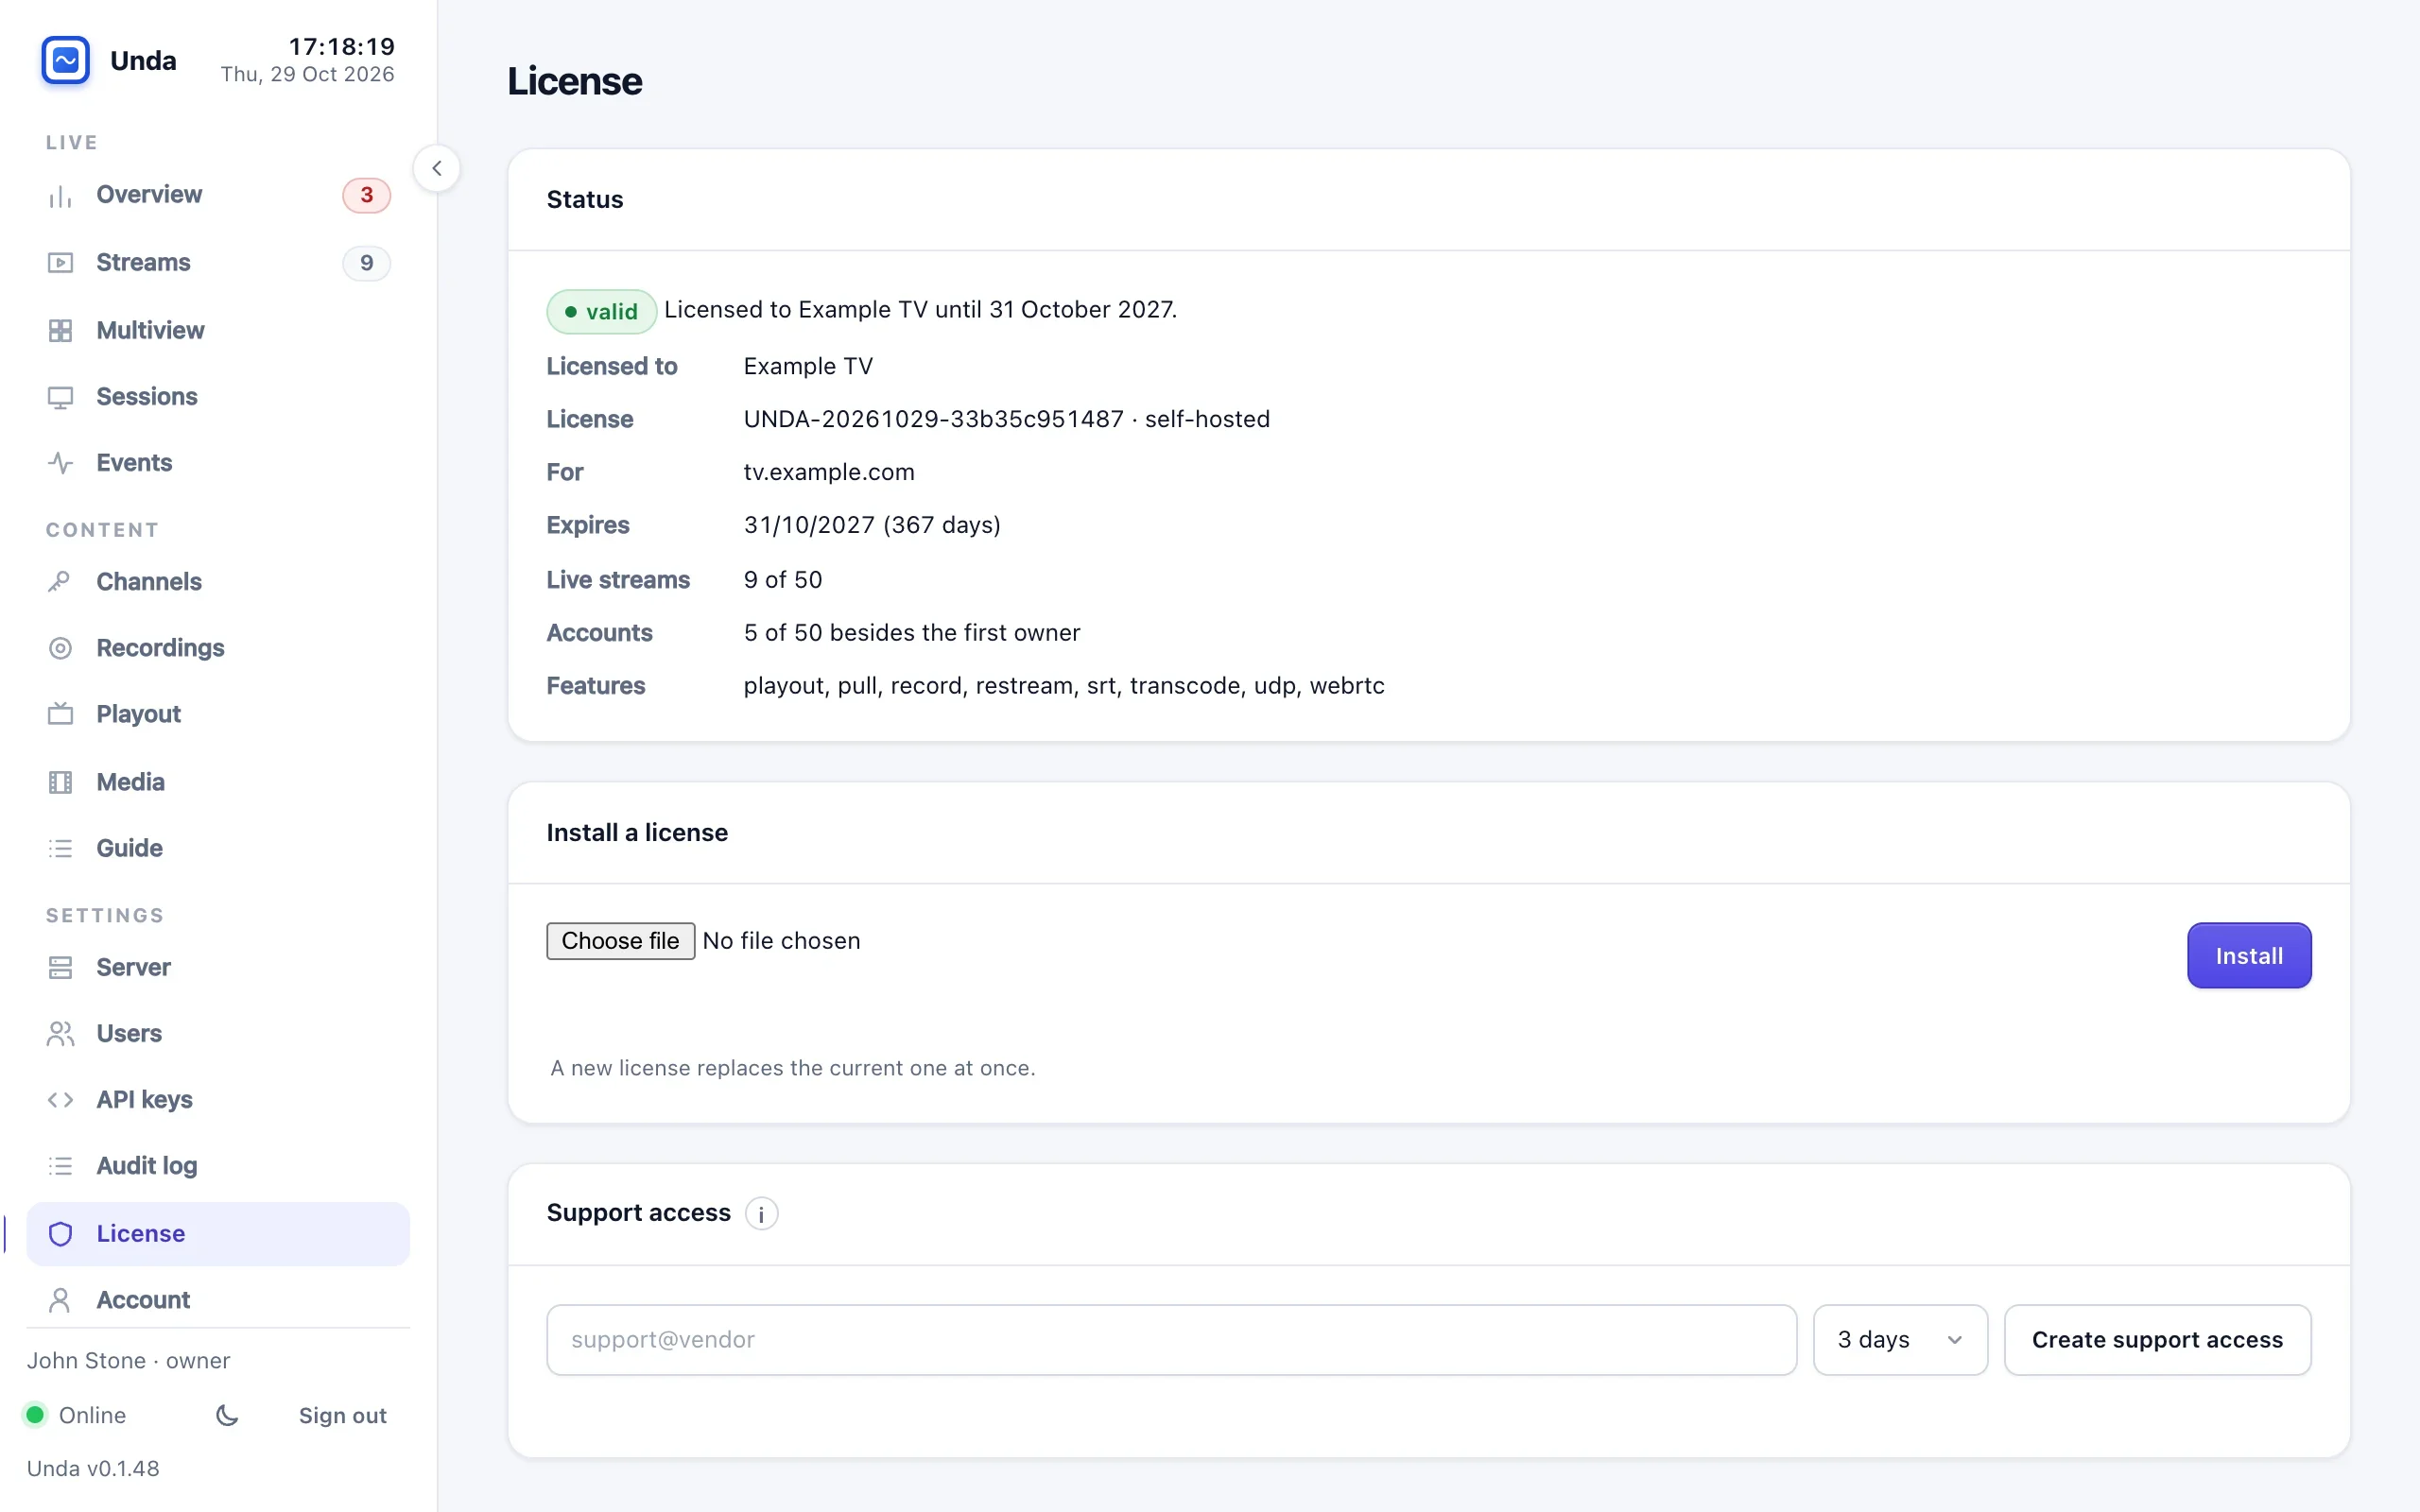 Unda
17:18:19
Thu, 29 Oct 2026
LIVE
Overview 3
Streams 9
Multiview
Sessions
Events
CONTENT
Channels
Recordings
Playout
Media
Guide
SETTINGS
Server
Users
API keys
Audit log
License
Account
John Stone · owner
Online
Sign out
Unda v0.1.48
License
Status
valid Licensed to Example TV until 31 October 2027.
Licensed to Example TV
License UNDA-20261029-33b35c951487 · self-hosted
For tv.example.com
Expires 31/10/2027 (367 days)
Live streams 9 of 50
Accounts 5 of 50 besides the first owner
Features playout, pull, record, restream, srt, transcode, udp, webrtc
Install a license
Choose file No file chosen
Install
A new license replaces the current one at once.
Support access i
support@vendor
3 days
Create support access